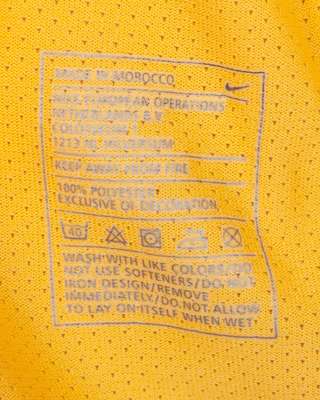 MADE IN MOROCCO
NIKE EUROPEAN OPERATIONS
NETHERLANDS B.V.
COLOSSEUM 1
1213 NL HILVERSUM
KEEP AWAY FROM FIRE
100% POLYESTER
EXCLUSIVE OF DECORATION
40
WASH WITH LIKE COLORS/DO
NOT USE SOFTENERS/DO NOT
IRON DESIGN/REMOVE
IMMEDIATELY/DO NOT ALLOW
TO LAY ON ITSELF WHEN WET.